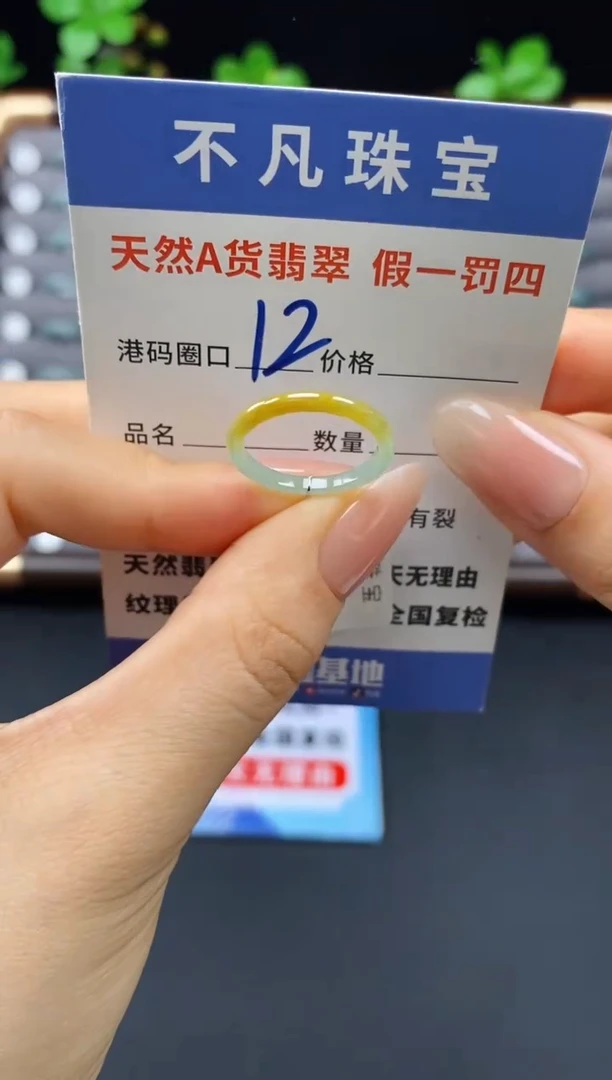 不凡珠宝
天然A货翡翠 假一罚四
港码圈口 12 价格
品名 数量
有裂
天然翡 天无理由
纹理 全国复检
基地